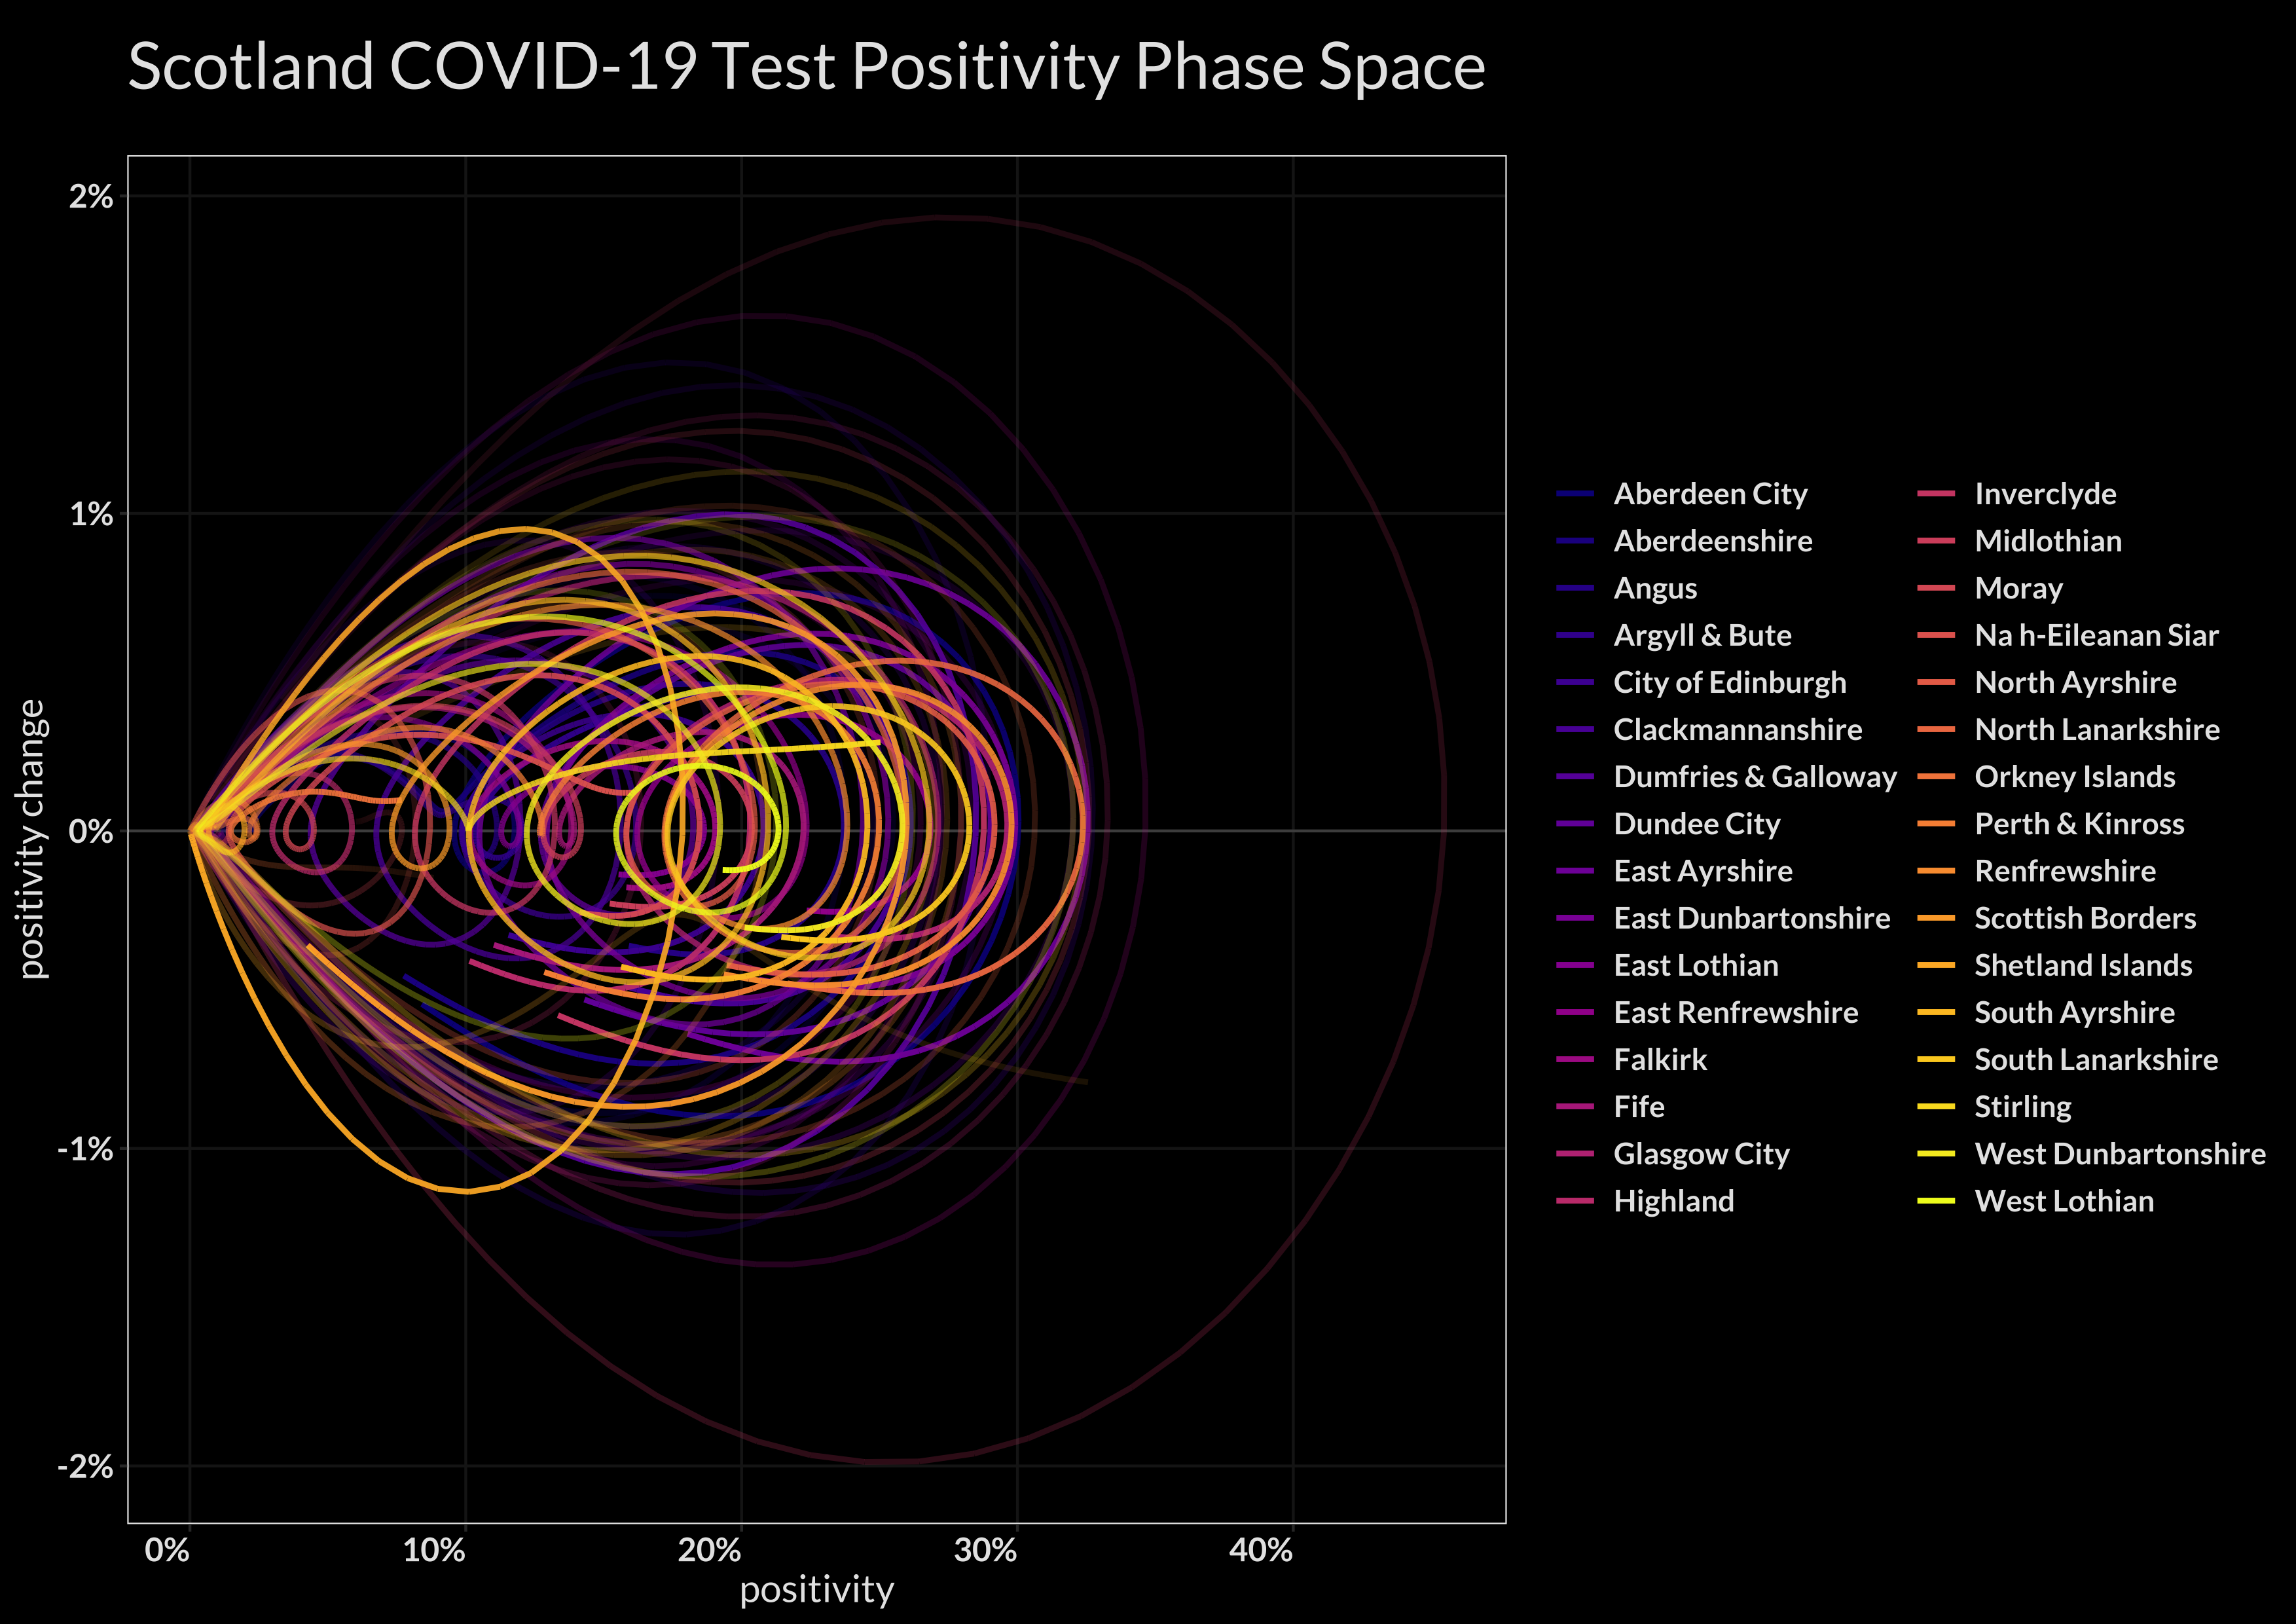 Scotland COVID-19 Test Positivity Phase Space
2%
1%
0%
-1%
-2%
positivity change
0%
10%
20%
30%
40%
positivity
Aberdeen City
Aberdeenshire
Angus
Argyll & Bute
City of Edinburgh
Clackmannanshire
Dumfries & Galloway
Dundee City
East Ayrshire
East Dunbartonshire
East Lothian
East Renfrewshire
Falkirk
Fife
Glasgow City
Highland
Inverclyde
Midlothian
Moray
Na h-Eileanan Siar
North Ayrshire
North Lanarkshire
Orkney Islands
Perth & Kinross
Renfrewshire
Scottish Borders
Shetland Islands
South Ayrshire
South Lanarkshire
Stirling
West Dunbartonshire
West Lothian